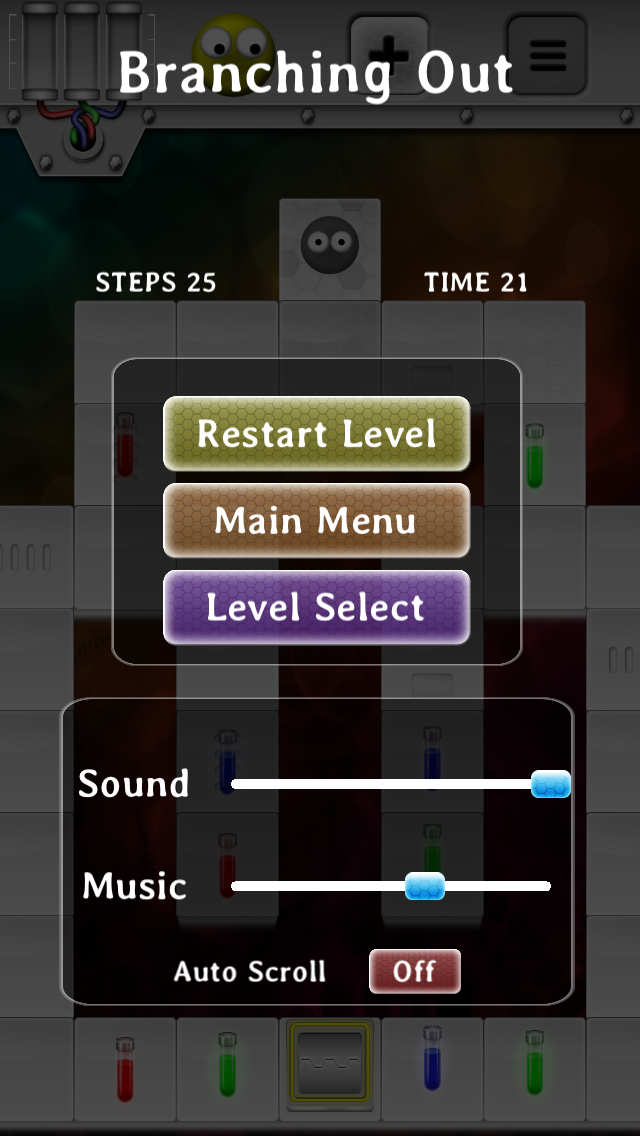 Branching Out
STEPS 25
TIME 21
Restart Level
Main Menu
Level Select
Sound
Music
Auto Scroll
Off